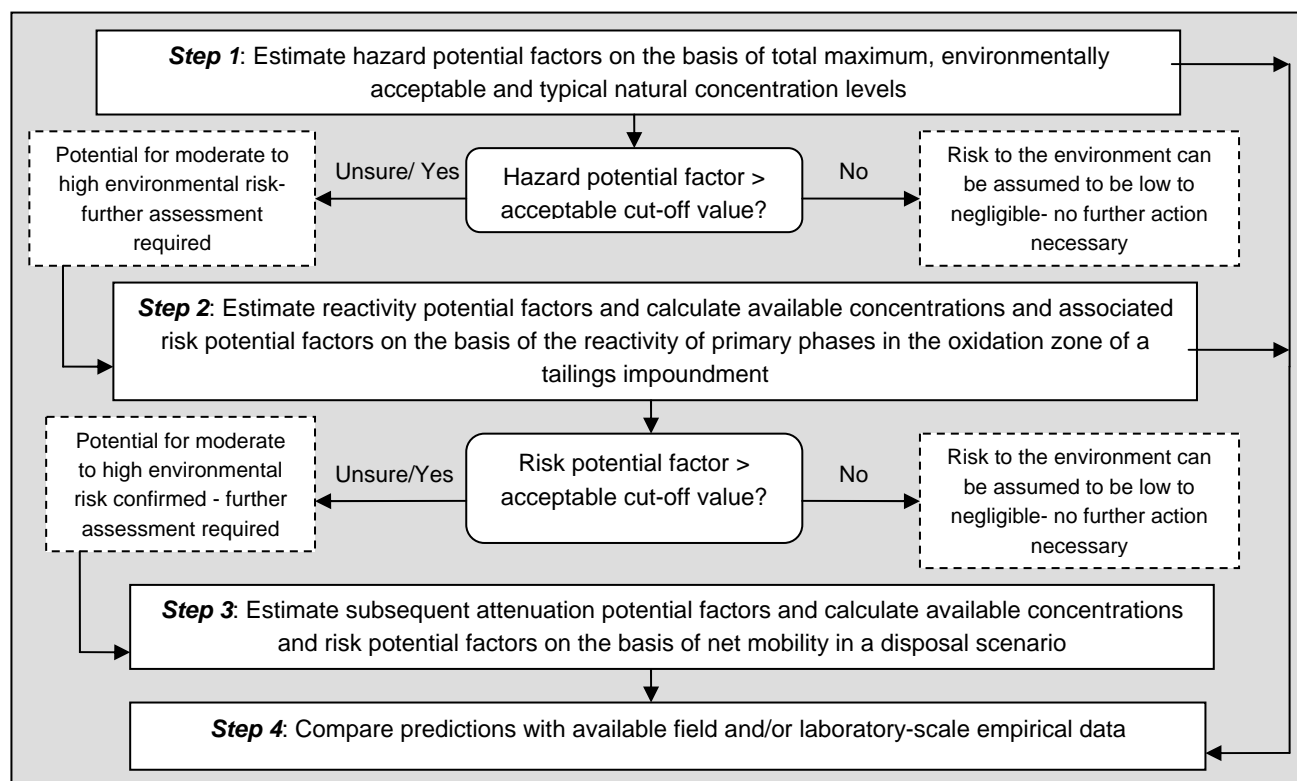 Step 1: Estimate hazard potential factors on the basis of total maximum, environmentally
acceptable and typical natural concentration levels
Potential for moderate to
high environmental risk-
further assessment
required
Unsure/ Yes
Hazard potential factor >
acceptable cut-off value?
No
Risk to the environment can
be assumed to be low to
negligible- no further action
necessary
Step 2: Estimate reactivity potential factors and calculate available concentrations and associated
risk potential factors on the basis of the reactivity of primary phases in the oxidation zone of a
tailings impoundment
Potential for moderate
to high environmental
risk confirmed - further
assessment required
Unsure/Yes
Risk potential factor >
acceptable cut-off value?
No
Risk to the environment can
be assumed to be low to
negligible- no further action
necessary
Step 3: Estimate subsequent attenuation potential factors and calculate available concentrations
and risk potential factors on the basis of net mobility in a disposal scenario
Step 4: Compare predictions with available field and/or laboratory-scale empirical data